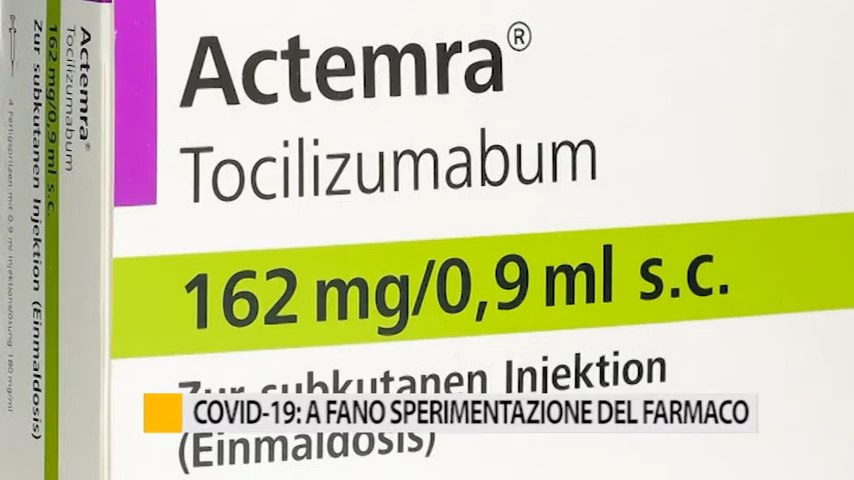 Actemra®
Tocilizumabum
162 mg/0,9 ml s.c.
Zur subkutanen Injektion
(Einmaldosis)
COVID-19: A FANO SPERIMENTAZIONE DEL FARMACO
Actemra®
Tocilizumabum
162 mg/0,9 ml s.c.
Zur subkutanen Injektion (Einmaldosis)
4 Fertigspritzen mit 0,9 ml Injektionslösung 180 mg/ml